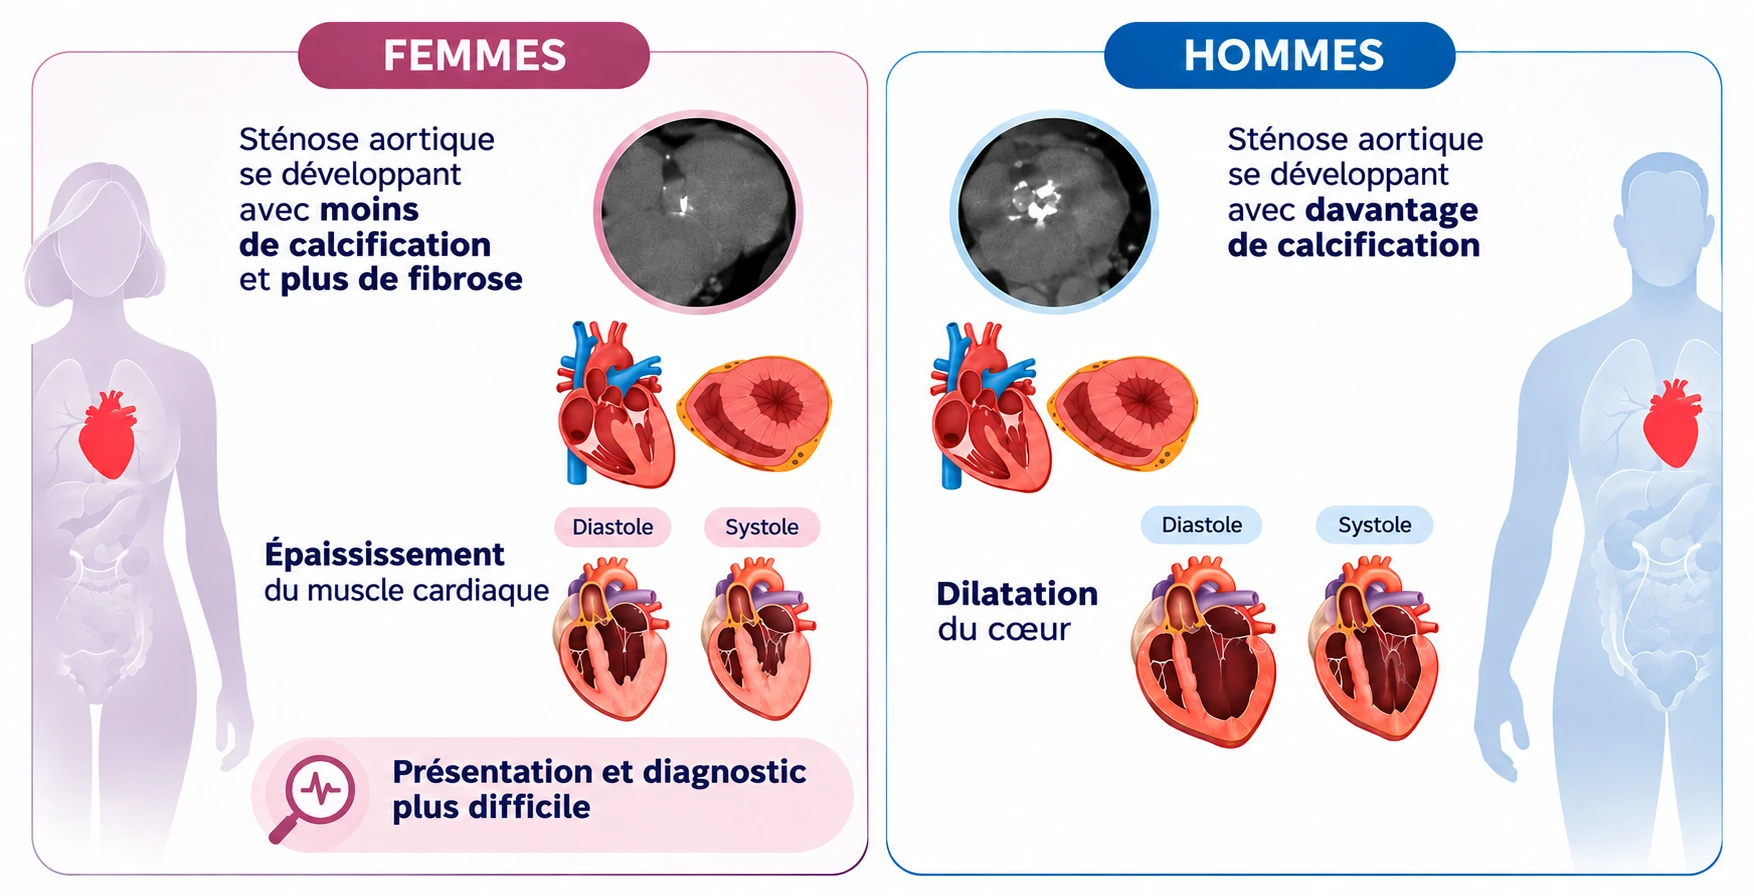 FEMMES
Sténose aortique
se développant
avec moins
de calcification
et plus de fibrose
Diastole
Systole
Épaississement
du muscle cardiaque
Présentation et diagnostic
plus difficile
HOMMES
Sténose aortique
se développant
avec davantage
de calcification
Diastole
Systole
Dilatation
du cœur